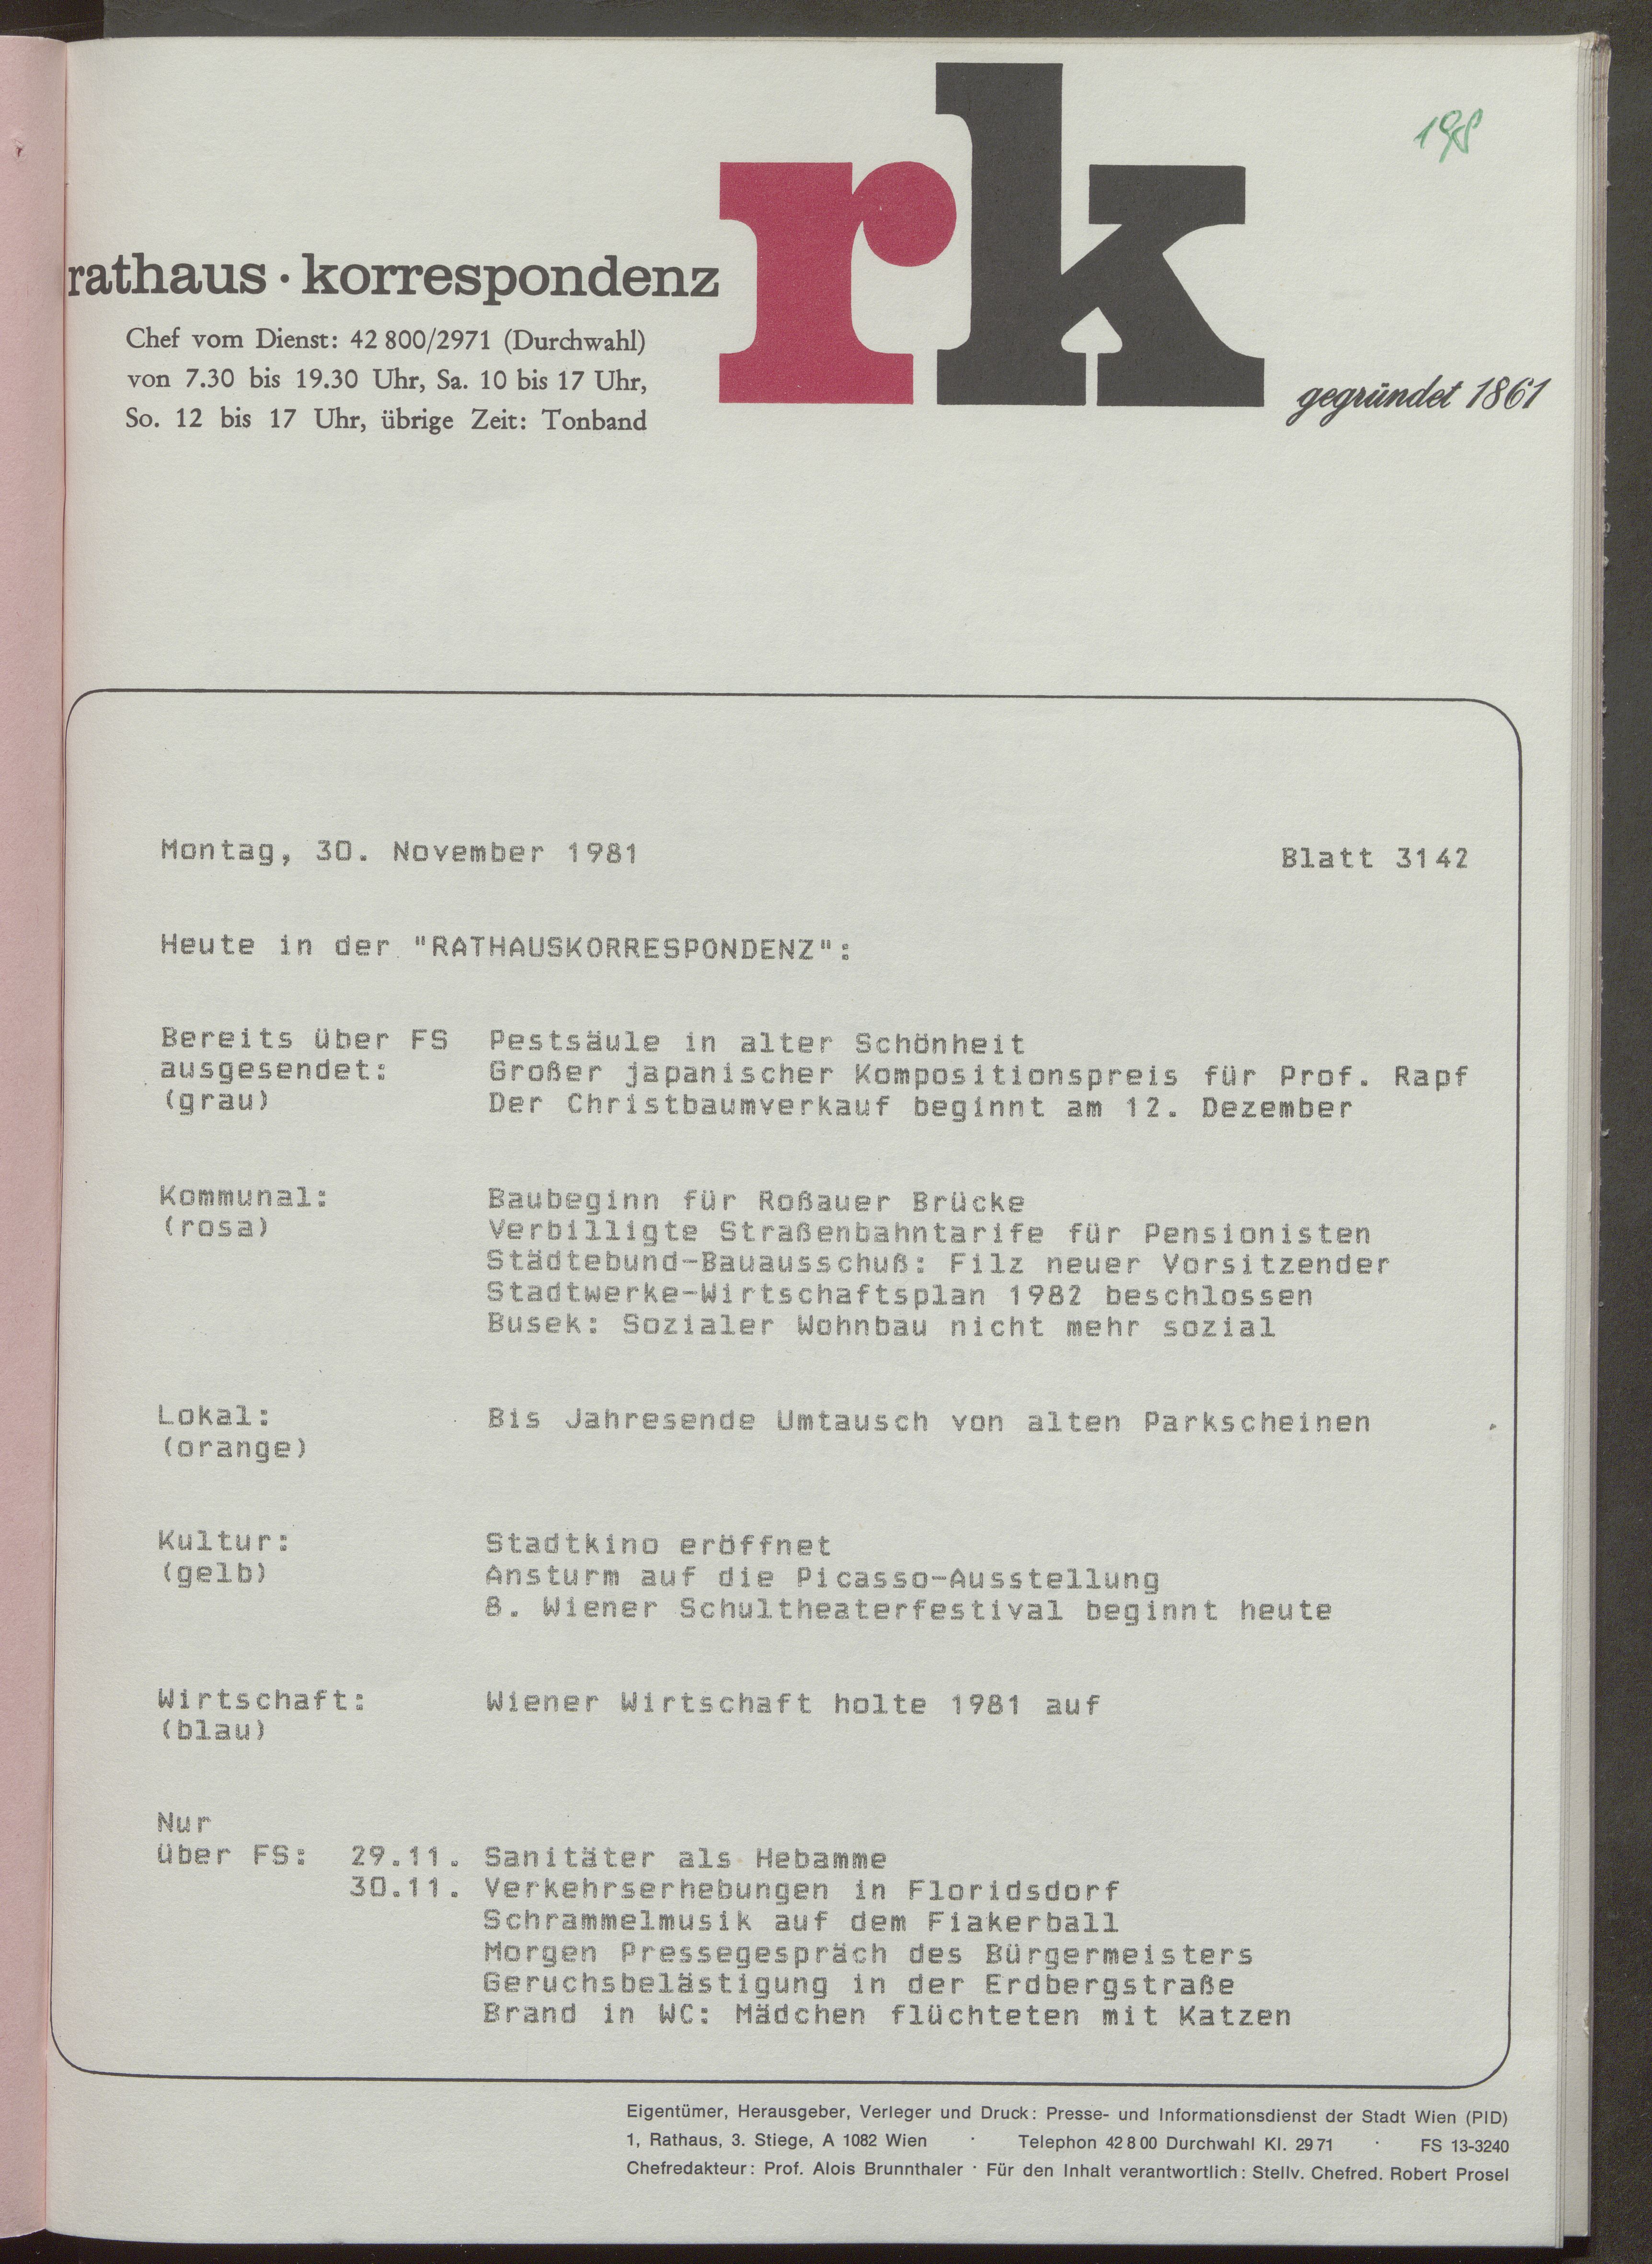 198
rk
rathaus · korrespondenz
Chef vom Dienst: 42 800/2971 (Durchwahl)
von 7.30 bis 19.30 Uhr, Sa. 10 bis 17 Uhr,
So. 12 bis 17 Uhr, übrige Zeit: Tonband
gegründet 1861
Montag, 30. November 1981 Blatt 3142
Heute in der "RATHAUSKORRESPONDENZ":
Bereits über FS Pestsäule in alter Schönheit
ausgesendet: Großer japanischer Kompositionspreis für Prof. Rapf
(grau) Der Christbaumverkauf beginnt am 12. Dezember
Kommunal: Baubeginn für Roßauer Brücke
(rosa) Verbilligte Straßenbahntarife für Pensionisten
Städtebund-Bauausschuß: Filz neuer Vorsitzender
Stadtwerke-Wirtschaftsplan 1982 beschlossen
Busek: Sozialer Wohnbau nicht mehr sozial
Lokal: Bis Jahresende Umtausch von alten Parkscheinen
(orange)
Kultur: Stadtkino eröffnet
(gelb) Ansturm auf die Picasso-Ausstellung
8. Wiener Schultheaterfestival beginnt heute
Wirtschaft: Wiener Wirtschaft holte 1981 auf
(blau)
Nur
über FS: 29.11. Sanitäter als Hebamme
30.11. Verkehrserhebungen in Floridsdorf
Schrammelmusik auf dem Fiakerball
Morgen Pressegespräch des Bürgermeisters
Geruchsbelästigung in der Erdbergstraße
Brand in WC: Mädchen flüchteten mit Katzen
Eigentümer, Herausgeber, Verleger und Druck: Presse- und Informationsdienst der Stadt Wien (PID)
1, Rathaus, 3. Stiege, A 1082 Wien · Telephon 42 8 00 Durchwahl Kl. 29 71 · FS 13-3240
Chefredakteur: Prof. Alois Brunnthaler · Für den Inhalt verantwortlich: Stellv. Chefred. Robert Prosel